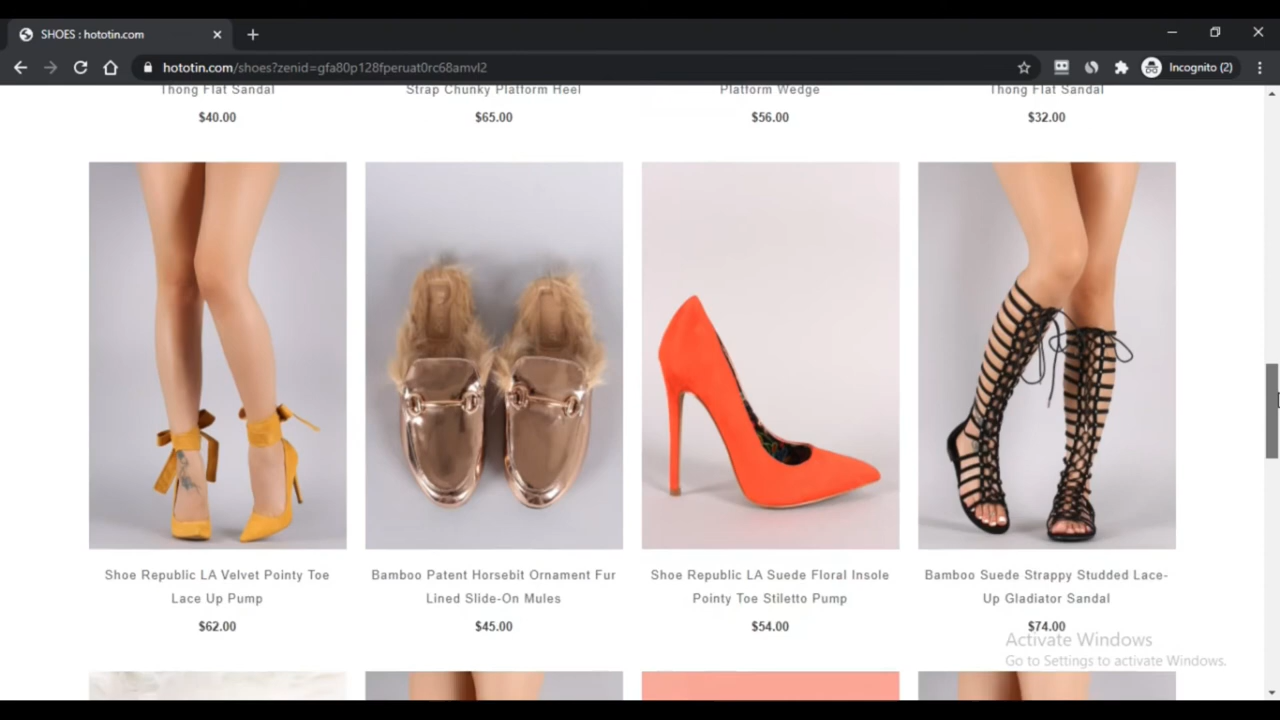 SHOES : hototin.com
hototin.com/shoes?zenid=gfa80p128fperuat0rc68amvl2
Incognito (2)
Thong Flat Sandal
Strap Chunky Platform Heel
Platform Wedge
Thong Flat Sandal
$40.00
$65.00
$56.00
$32.00
Shoe Republic LA Velvet Pointy Toe
Lace Up Pump
$62.00
Bamboo Patent Horsebit Ornament Fur
Lined Slide-On Mules
$45.00
Shoe Republic LA Suede Floral Insole
Pointy Toe Stiletto Pump
$54.00
Bamboo Suede Strappy Studded Lace-
Up Gladiator Sandal
$74.00
Activate Windows
Go to Settings to activate Windows.